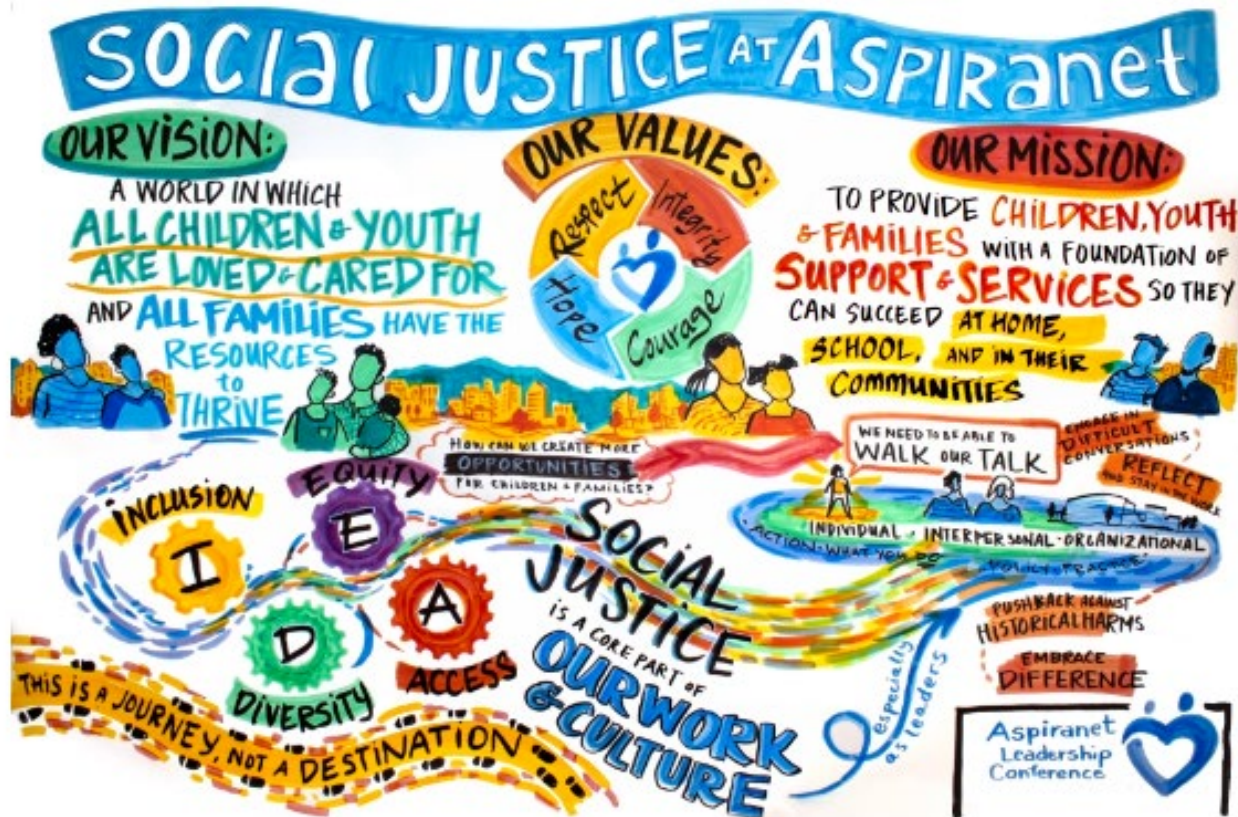 SOCIAL JUSTICE AT ASPIRANET
OUR VISION:
A WORLD IN WHICH
ALL CHILDREN & YOUTH
ARE LOVED & CARED FOR
AND ALL FAMILIES HAVE THE
RESOURCES
to
THRIVE
OUR VALUES:
Respect
Integrity
Hope
Courage
OUR MISSION:
TO PROVIDE CHILDREN, YOUTH
& FAMILIES WITH A FOUNDATION OF
SUPPORT & SERVICES SO THEY
CAN SUCCEED AT HOME,
SCHOOL, AND IN THEIR
COMMUNITIES
HOW CAN WE CREATE MORE
OPPORTUNITIES
FOR CHILDREN & FAMILIES?
WE NEED TO BE ABLE TO
WALK OUR TALK
ENGAGE IN
DIFFICULT
CONVERSATIONS
REFLECT
AND STAY IN THE WORK
INDIVIDUAL · INTERPERSONAL · ORGANIZATIONAL
ACTION · WHAT YOU DO
POLICY · PRACTICE
INCLUSION
I
EQUITY
E
D
DIVERSITY
A
ACCESS
SOCIAL
JUSTICE
IS A CORE PART OF
OUR WORK
& CULTURE
especially
as leaders
PUSH BACK AGAINST
HISTORICAL HARMS
EMBRACE
DIFFERENCE
THIS IS A JOURNEY, NOT A DESTINATION
Aspiranet
Leadership
Conference